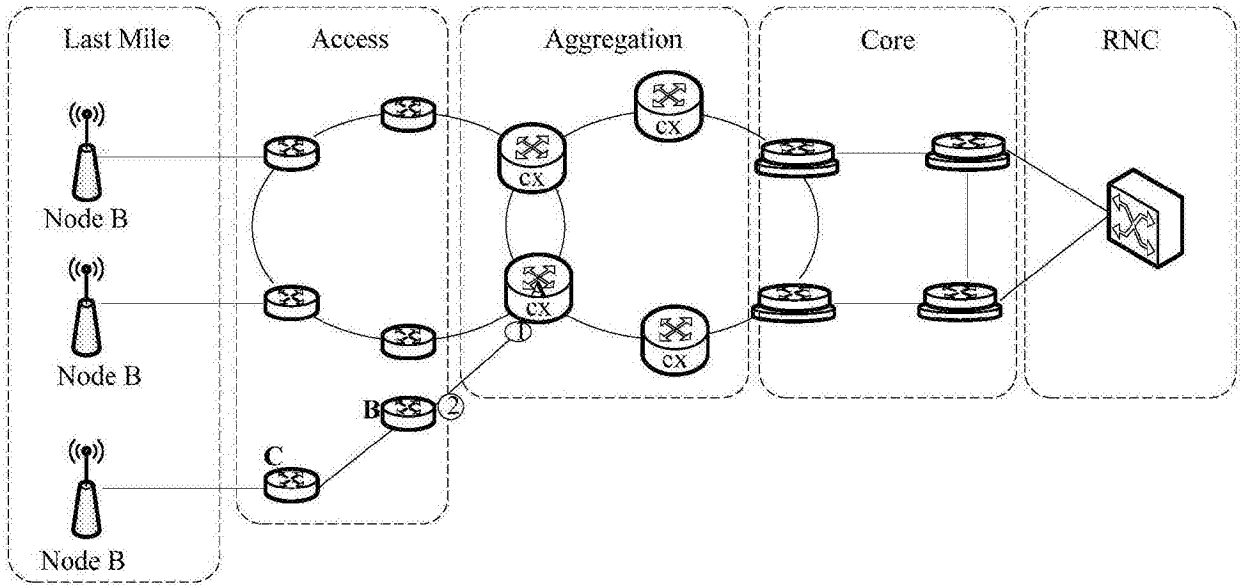 Last Mile
Access
Aggregation
Core
RNC
Node B
cx
cx
Node B
A
cx
cx
1
B
2
C
Node B